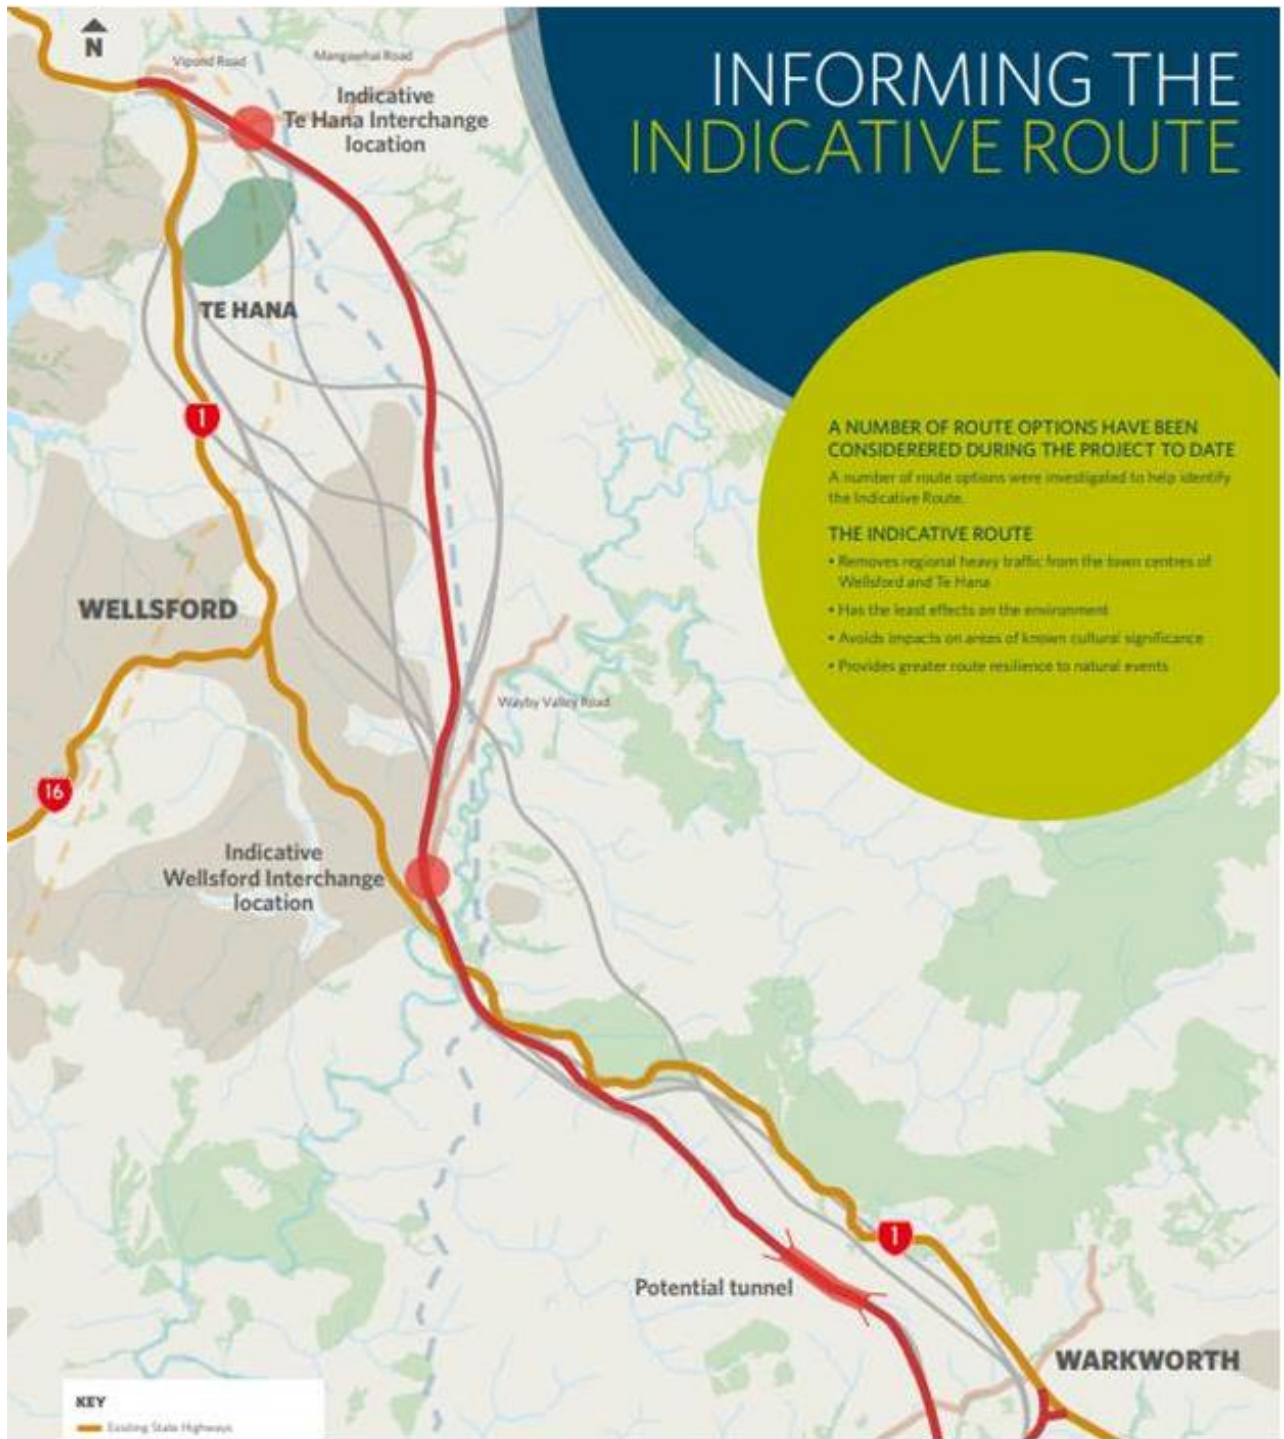 N
Vipond Road
Mangawhai Road
Indicative
Te Hana Interchange
location
INFORMING THE
INDICATIVE ROUTE
TE HANA
1
A NUMBER OF ROUTE OPTIONS HAVE BEEN
CONSIDERERED DURING THE PROJECT TO DATE
A number of route options were investigated to help identify
the Indicative Route.
THE INDICATIVE ROUTE
• Removes regional heavy traffic from the town centres of
Wellsford and Te Hana
• Has the least effects on the environment
• Avoids impacts on areas of known cultural significance
• Provides greater route resilience to natural events
WELLSFORD
Wayby Valley Road
16
Indicative
Wellsford Interchange
location
1
Potential tunnel
WARKWORTH
KEY
Existing State Highways